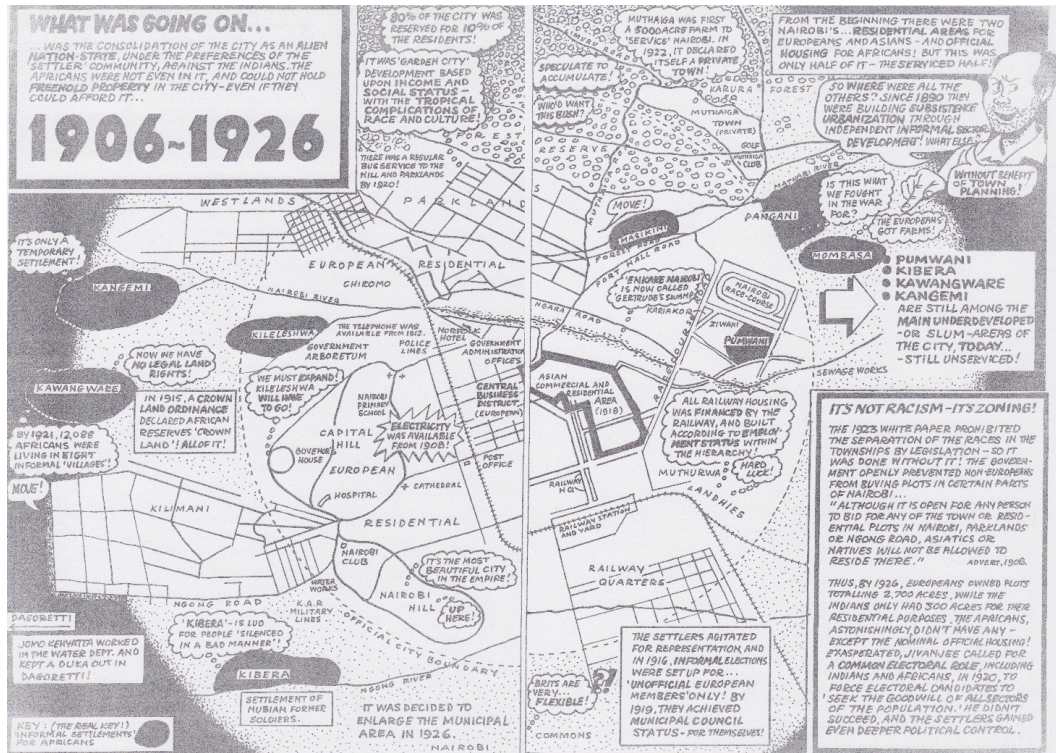 WHAT WAS GOING ON...
... WAS THE CONSOLIDATION OF THE CITY AS AN ALIEN
NATION-STATE, UNDER THE PREFERENCES OF THE
'SETTLER' COMMUNITY, AGAINST THE INDIANS. THE
AFRICANS WERE NOT EVEN IN IT, AND COULD NOT HOLD
FREEHOLD PROPERTY IN THE CITY-EVEN IF THEY
COULD AFFORD IT...
1906-1926
80% OF THE CITY WAS
RESERVED FOR 10% OF
THE RESIDENTS!
IT WAS 'GARDEN CITY'
DEVELOPMENT BASED
UPON INCOME AND
SOCIAL STATUS -
WITH THE TROPICAL
COMPLICATIONS OF
RACE AND CULTURE!
FOREST
THERE WAS A REGULAR
BUS SERVICE TO THE
HILL AND PARKLANDS
BY 1920!
MUTHAIGA WAS FIRST
A 5000 ACRE FARM TO
'SERVICE' NAIROBI. IN
1922, IT DECLARED
ITSELF A PRIVATE
TOWN!
SPECULATE TO
ACCUMULATE!
WHO'D WANT
THIS BUSH?
KARURA
FOREST
MUTHAIGA
TOWN
(PRIVATE)
RESERVE
GOLF
MUTHAIGA
CLUB
FROM THE BEGINNING THERE WERE TWO
NAIROBI'S... RESIDENTIAL AREAS FOR
EUROPEANS AND ASIANS - AND OFFICIAL
HOUSING FOR AFRICANS! BUT THIS WAS
ONLY HALF OF IT - THE SERVICED HALF!
SO WHERE WERE ALL THE
OTHERS? SINCE 1890 THEY
WERE BUILDING SUBSISTENCE
URBANIZATION THROUGH
INDEPENDENT INFORMAL SECTOR
DEVELOPMENT! WHAT ELSE!
WITHOUT BENEFIT
OF TOWN
PLANNING!
IS THIS WHAT
WE FOUGHT
IN THE WAR
FOR?
THE EUROPEANS
GOT FARMS!
MATHARI RIVER
PANGANI
MOVE!
MARIKINI
FOREST ROAD
FORT HALL ROAD
MOMBASA
PUMWANI
KIBERA
KAWANGWARE
KANGEMI
ARE STILL AMONG THE
MAIN UNDERDEVELOPED
-OR SLUM-AREAS OF
THE CITY, TODAY...
-STILL UNSERVICED!
WESTLANDS
PARKLANDS
IT'S ONLY A
TEMPORARY
SETTLEMENT!
KANGEMI
EUROPEAN RESIDENTIAL
CHIROMO
NAIROBI RIVER
NGARA ROAD
'ENKARE NAIROBI'
IS NOW CALLED
GERTRUDE'S SWAMP
KARIAKOR
NAIROBI
RACE-COURSE
ZIWANI
PUMWANI
RACECOURSE ROAD
SEWAGE WORKS
KILELESHWA
THE TELEPHONE WAS
AVAILABLE FROM 1912.
GOVERNMENT
ARBORETUM
POLICE
LINES
NORFOLK
HOTEL
GOVERNMENT
ADMINISTRATION
OFFICES
NOW WE HAVE
NO LEGAL LAND
RIGHTS!
KAWANGWARE
IN 1915, A CROWN
LAND ORDINANCE
DECLARED AFRICAN
RESERVES 'CROWN
LAND'! ALL OF IT!
WE MUST EXPAND!
KILELESHWA
WILL HAVE
TO GO!
NAIROBI
PRIMARY
SCHOOL
CAPITAL
HILL
ELECTRICITY
WAS AVAILABLE
FROM 1908!
CENTRAL
BUSINESS
DISTRICT
(EUROPEAN)
ASIAN
COMMERCIAL AND
RESIDENTIAL
AREA
(1918)
ALL RAILWAY HOUSING
WAS FINANCED BY THE
RAILWAY, AND BUILT
ACCORDING TO EMPLOY-
MENT STATUS WITHIN
THE HIERARCHY!
HARD
LUCK!
MUTHURWA
LANDHIES
BY 1921, 12,088
AFRICANS WERE
LIVING IN EIGHT
INFORMAL 'VILLAGES'!
MOVE!
GOVENOR'S
HOUSE
EUROPEAN
POST
OFFICE
CATHEDRAL
HOSPITAL
RESIDENTIAL
KILIMANI
RAILWAY
H.Q.
RAILWAY STATION
AND YARD
RAILWAY
QUARTERS
NAIROBI
CLUB
WATER
WORKS
IT'S THE MOST
BEAUTIFUL CITY
IN THE EMPIRE!
NAIROBI
HILL
UP
HERE!
NGONG ROAD
K.A.R.
MILITARY
LINES
OFFICIAL CITY BOUNDARY
DAGORETTI
JOMO KENYATTA WORKED
IN THE WATER DEPT. AND
KEPT A DUKA OUT IN
DAGORETTI!
'KIBERA' - IS LUO
FOR PEOPLE 'SILENCED
IN A BAD MANNER'!
KIBERA
SETTLEMENT OF
NUBIAN FORMER
SOLDIERS.
NGONG RIVER
IT WAS DECIDED TO
ENLARGE THE MUNICIPAL
AREA IN 1926.
NAIROBI
COMMONS
BRITS ARE
VERY...
FLEXIBLE!
?!
THE SETTLERS AGITATED
FOR REPRESENTATION, AND
IN 1916, INFORMAL ELECTIONS
WERE SET UP FOR...
'UNOFFICIAL EUROPEAN
MEMBERS' ONLY! BY
1919, THEY ACHIEVED
MUNICIPAL COUNCIL
STATUS - FOR THEMSELVES!
KEY: (THE REAL KEY!)
INFORMAL SETTLEMENTS
FOR AFRICANS
IT'S NOT RACISM - IT'S ZONING!
THE 1923 WHITE PAPER PROHIBITED
THE SEPARATION OF THE RACES IN THE
TOWNSHIPS BY LEGISLATION - SO IT
WAS DONE WITHOUT IT! THE GOVERN-
MENT OPENLY PREVENTED NON-EUROPEANS
FROM BUYING PLOTS IN CERTAIN PARTS
OF NAIROBI...
"ALTHOUGH IT IS OPEN FOR ANY PERSON
TO BID FOR ANY OF THE TOWN OR RESID-
ENTIAL PLOTS IN NAIROBI, PARKLANDS
OR NGONG ROAD, ASIATICS OR
NATIVES WILL NOT BE ALLOWED TO
RESIDE THERE." ADVERT, 1908.
THUS, BY 1926, EUROPEANS OWNED PLOTS
TOTALLING 2,700 ACRES, WHILE THE
INDIANS ONLY HAD 300 ACRES FOR THEIR
RESIDENTIAL PURPOSES. THE AFRICANS,
ASTONISHINGLY, DIDN'T HAVE ANY -
EXCEPT THE NOMINAL OFFICIAL HOUSING!
EXASPERATED, JIVANJEE CALLED FOR
A COMMON ELECTORAL ROLE, INCLUDING
INDIANS AND AFRICANS, IN 1920, TO
FORCE ELECTORAL CANDIDATES TO
'SEEK THE GOODWILL OF ALL SECTORS
OF THE POPULATION.' HE DIDN'T
SUCCEED, AND THE SETTLERS GAINED
EVEN DEEPER POLITICAL CONTROL.